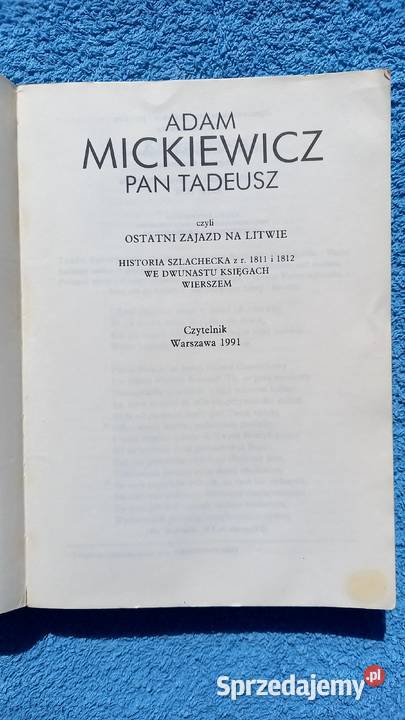 ADAM
MICKIEWICZ
PAN TADEUSZ
czyli
OSTATNI ZAJAZD NA LITWIE
HISTORIA SZLACHECKA z r. 1811 i 1812
WE DWUNASTU KSIĘGACH
WIERSZEM
Czytelnik
Warszawa 1991
Sprzedajemy.pl